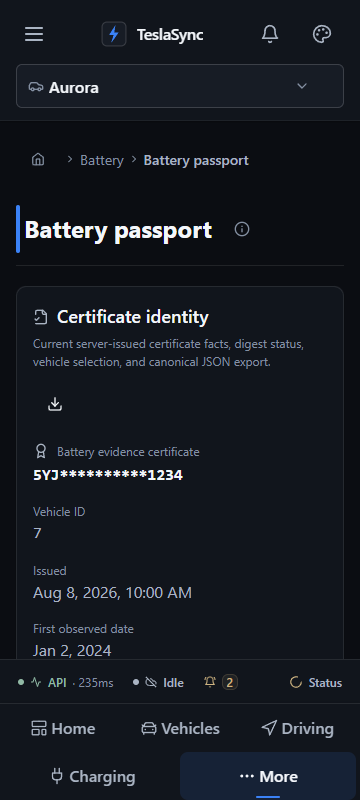 TeslaSync
Aurora
Battery
Battery passport
Battery passport
Certificate identity
Current server-issued certificate facts, digest status,
vehicle selection, and canonical JSON export.
Battery evidence certificate
5YJ**********1234
Vehicle ID
7
Issued
Aug 8, 2026, 10:00 AM
First observed date
Jan 2, 2024
API · 235ms
Idle
2
Status
Home
Vehicles
Driving
Charging
More